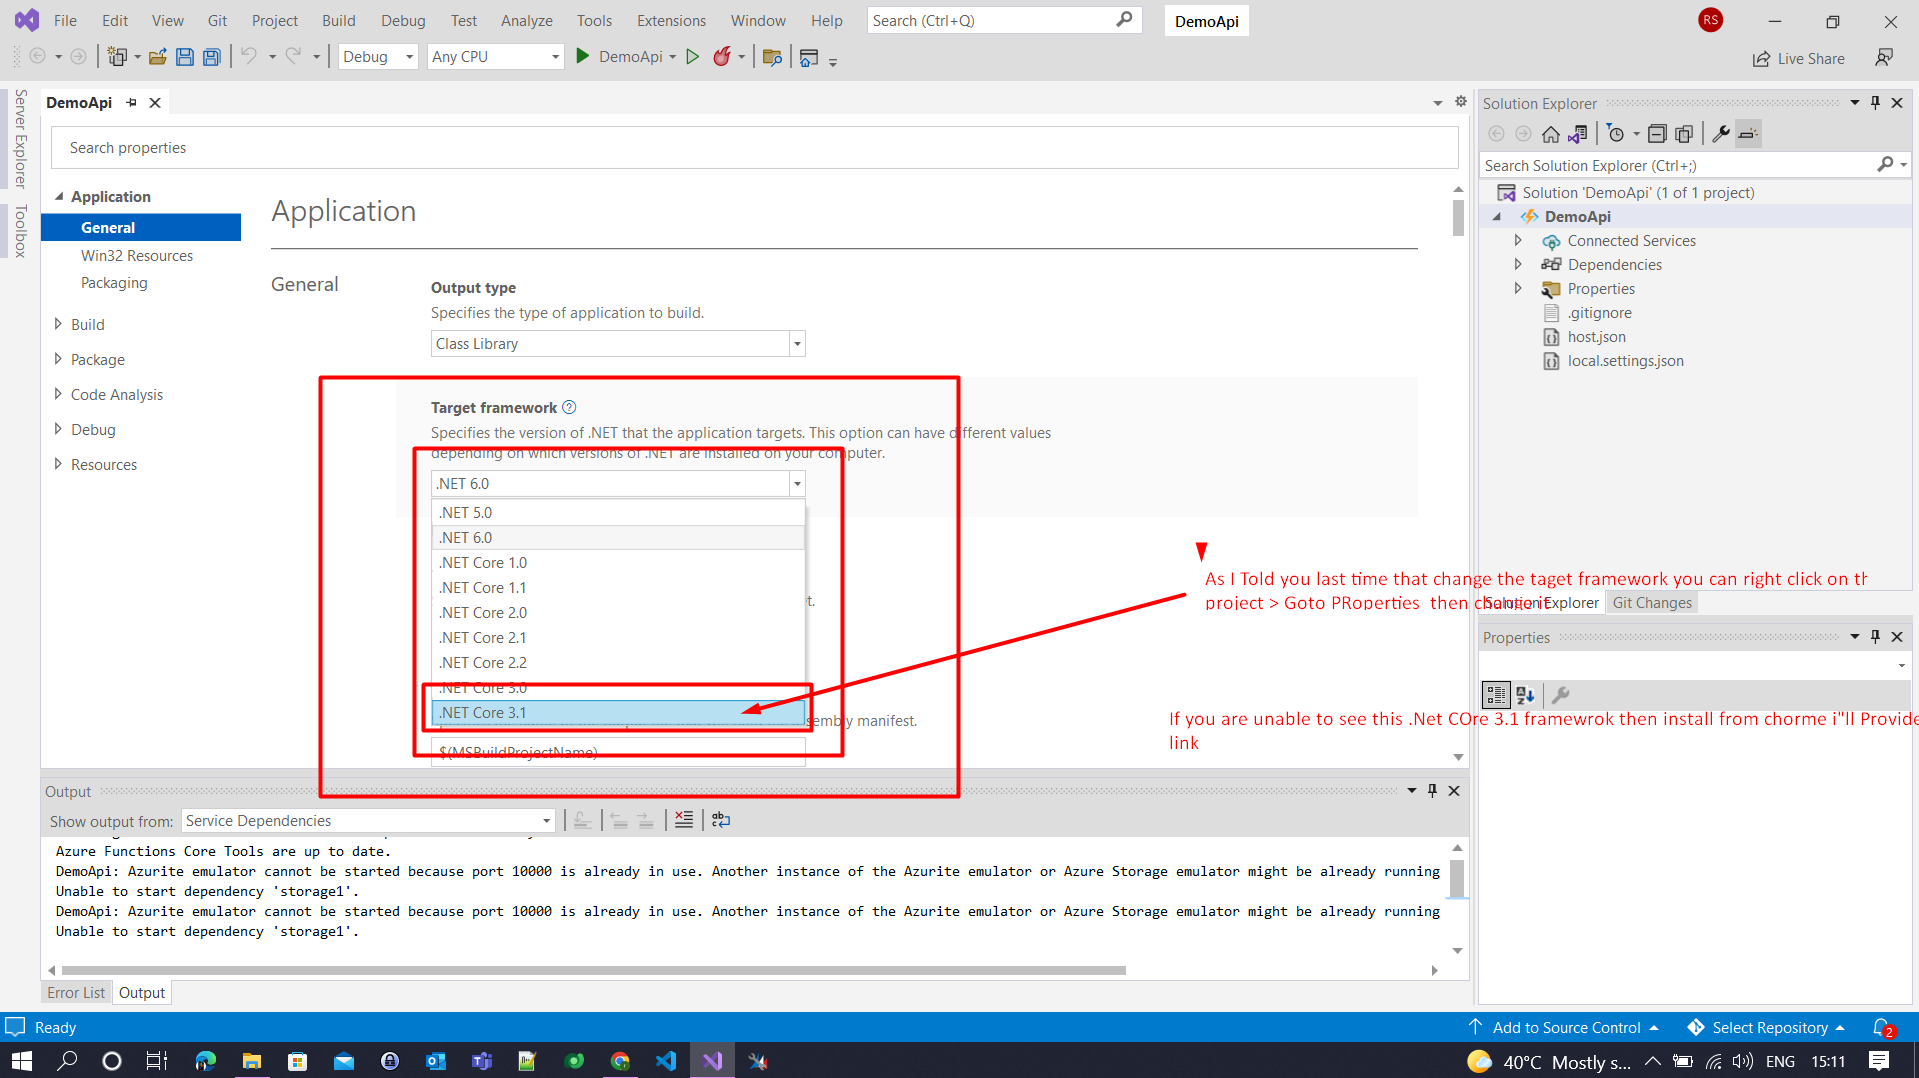 File Edit View Git Project Build Debug Test Analyze Tools Extensions Window Help Search (Ctrl+Q) DemoApi RS
Debug Any CPU DemoApi Live Share
Server Explorer
Toolbox
DemoApi
Search properties
Application
General
Win32 Resources
Packaging
Build
Package
Code Analysis
Debug
Resources
Application
General
Output type
Specifies the type of application to build.
Class Library
Target framework
Specifies the version of .NET that the application targets. This option can have different values
depending on which versions of .NET are installed on your computer.
.NET 6.0
.NET 5.0
.NET 6.0
.NET Core 1.0
.NET Core 1.1
.NET Core 2.0
.NET Core 2.1
.NET Core 2.2
.NET Core 3.0
.NET Core 3.1
t.
sembly manifest.
$(MSBuildProjectName)
As I Told you last time that change the taget framework you can right click on th
project > Goto PRoperties then change it
If you are unable to see this .Net COre 3.1 framewrok then install from chorme i"ll Provide
link
Solution Explorer
Search Solution Explorer (Ctrl+;)
Solution 'DemoApi' (1 of 1 project)
DemoApi
Connected Services
Dependencies
Properties
.gitignore
host.json
local.settings.json
Solution Explorer Git Changes
Properties
Output
Show output from: Service Dependencies
Azure Functions Core Tools are up to date.
DemoApi: Azurite emulator cannot be started because port 10000 is already in use. Another instance of the Azurite emulator or Azure Storage emulator might be already running
Unable to start dependency 'storage1'.
DemoApi: Azurite emulator cannot be started because port 10000 is already in use. Another instance of the Azurite emulator or Azure Storage emulator might be already running
Unable to start dependency 'storage1'.
Error List Output
Ready Add to Source Control Select Repository 2
40°C Mostly s... ENG 15:11